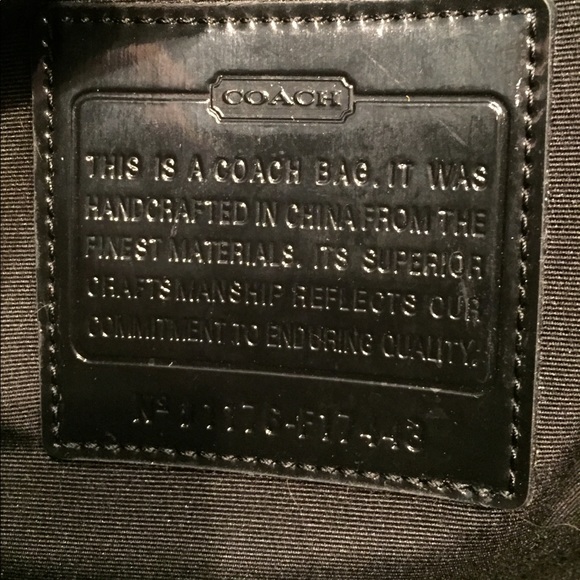 COACH
THIS IS A COACH BAG. IT WAS
HANDCRAFTED IN CHINA FROM THE
FINEST MATERIALS. ITS SUPERIOR
CRAFTSMANSHIP REFLECTS OUR
COMMITMENT TO ENDURING QUALITY.
Nº